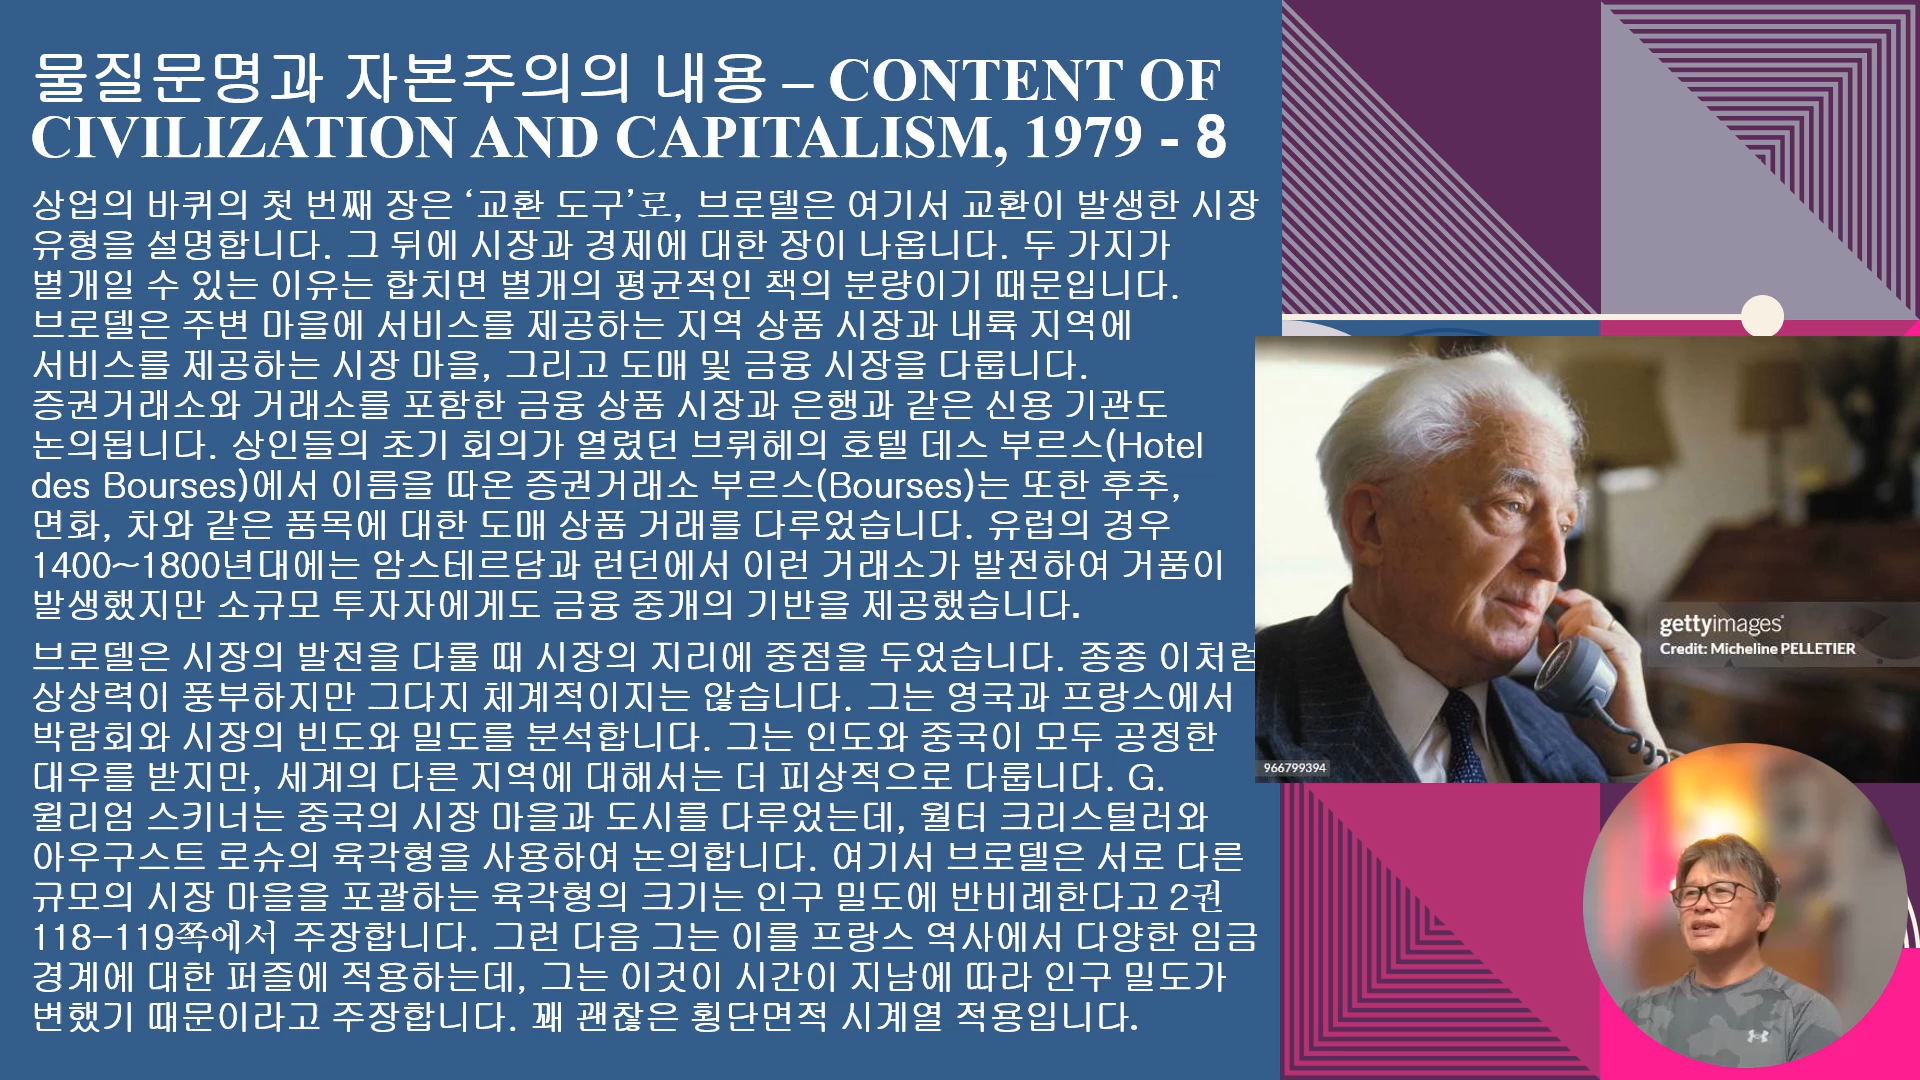 물질문명과 자본주의의 내용 – CONTENT OF
CIVILIZATION AND CAPITALISM, 1979 - 8
상업의 바퀴의 첫 번째 장은 ‘교환 도구’로, 브로델은 여기서 교환이 발생한 시장
유형을 설명합니다. 그 뒤에 시장과 경제에 대한 장이 나옵니다. 두 가지가
별개일 수 있는 이유는 합치면 별개의 평균적인 책의 분량이기 때문입니다.
브로델은 주변 마을에 서비스를 제공하는 지역 상품 시장과 내륙 지역에
서비스를 제공하는 시장 마을, 그리고 도매 및 금융 시장을 다룹니다.
증권거래소와 거래소를 포함한 금융 상품 시장과 은행과 같은 신용 기관도
논의됩니다. 상인들의 초기 회의가 열렸던 브뤼헤의 호텔 데스 부르스(Hotel
des Bourses)에서 이름을 따온 증권거래소 부르스(Bourses)는 또한 후추,
면화, 차와 같은 품목에 대한 도매 상품 거래를 다루었습니다. 유럽의 경우
1400~1800년대에는 암스테르담과 런던에서 이런 거래소가 발전하여 거품이
발생했지만 소규모 투자자에게도 금융 중개의 기반을 제공했습니다.
브로델은 시장의 발전을 다룰 때 시장의 지리에 중점을 두었습니다. 종종 이처럼
상상력이 풍부하지만 그다지 체계적이지는 않습니다. 그는 영국과 프랑스에서
박람회와 시장의 빈도와 밀도를 분석합니다. 그는 인도와 중국이 모두 공정한
대우를 받지만, 세계의 다른 지역에 대해서는 더 피상적으로 다룹니다. G.
윌리엄 스키너는 중국의 시장 마을과 도시를 다루었는데, 월터 크리스틸러와
아우구스트 로슈의 육각형을 사용하여 논의합니다. 여기서 브로델은 서로 다른
규모의 시장 마을을 포괄하는 육각형의 크기는 인구 밀도에 반비례한다고 2권
118-119쪽에서 주장합니다. 그런 다음 그는 이를 프랑스 역사에서 다양한 임금
경계에 대한 퍼즐에 적용하는데, 그는 이것이 시간이 지남에 따라 인구 밀도가
변했기 때문이라고 주장합니다. 꽤 괜찮은 횡단면적 시계열 적용입니다.
gettyimages
Credit: Micheline PELLETIER
966799394